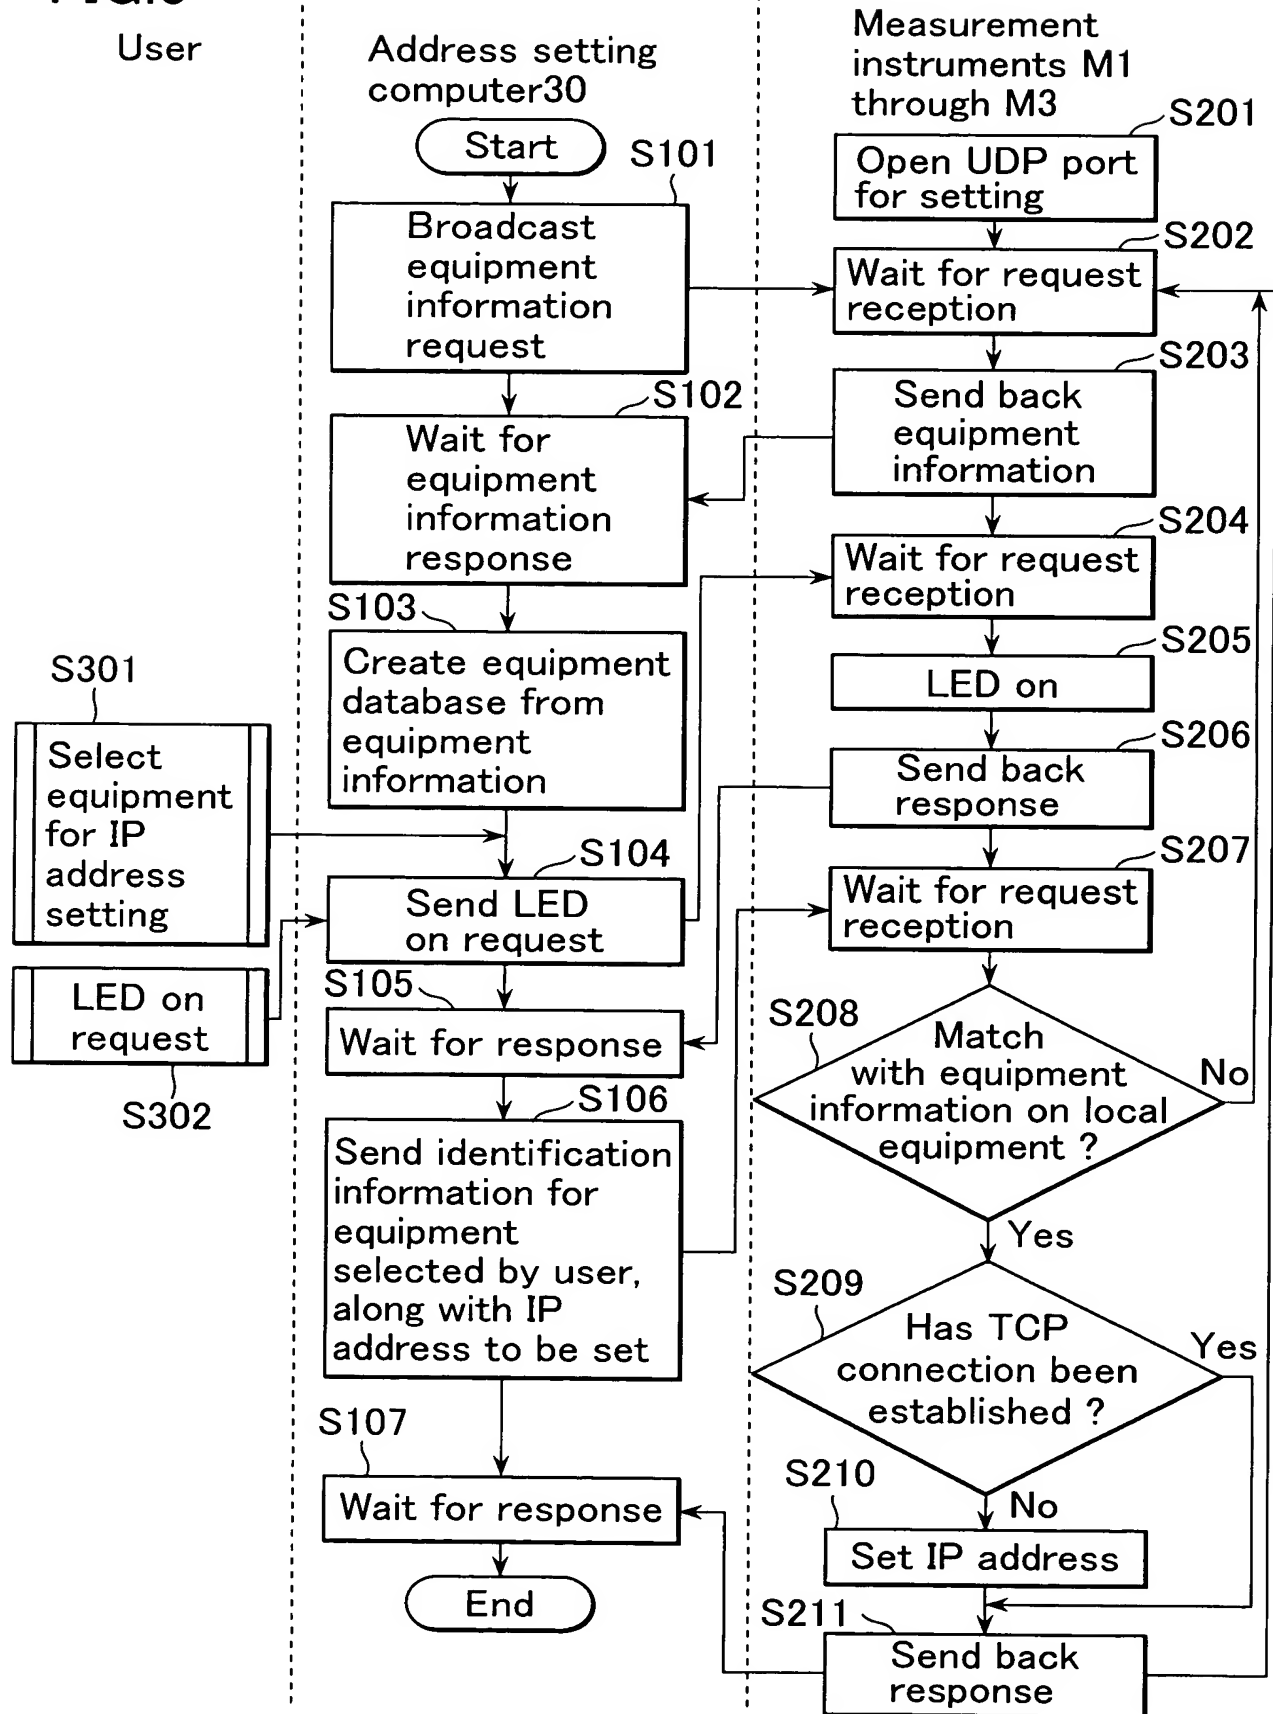 User
Address setting
computer30
Measurement
instruments M1
through M3
Start
S101
Broadcast
equipment
information
request
S102
Wait for
equipment
information
response
S103
Create equipment
database from
equipment
information
S301
Select
equipment
for IP
address
setting
S104
Send LED
on request
LED on
request
S302
S105
Wait for response
S106
Send identification
information for
equipment
selected by user,
along with IP
address to be set
S107
Wait for response
End
S201
Open UDP port
for setting
S202
Wait for request
reception
S203
Send back
equipment
information
S204
Wait for request
reception
S205
LED on
S206
Send back
response
S207
Wait for request
reception
S208
Match
with equipment
information on local
equipment ?
No
Yes
S209
Has TCP
connection been
established ?
Yes
No
S210
Set IP address
S211
Send back
response